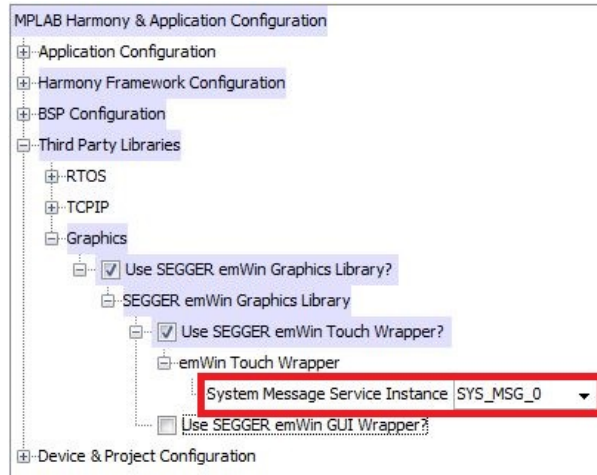 MPLAB Harmony & Application Configuration
Application Configuration
Harmony Framework Configuration
BSP Configuration
Third Party Libraries
RTOS
TCPIP
Graphics
Use SEGGER emWin Graphics Library?
SEGGER emWin Graphics Library
Use SEGGER emWin Touch Wrapper?
emWin Touch Wrapper
System Message Service Instance SYS_MSG_0
Use SEGGER emWin GUI Wrapper?
Device & Project Configuration